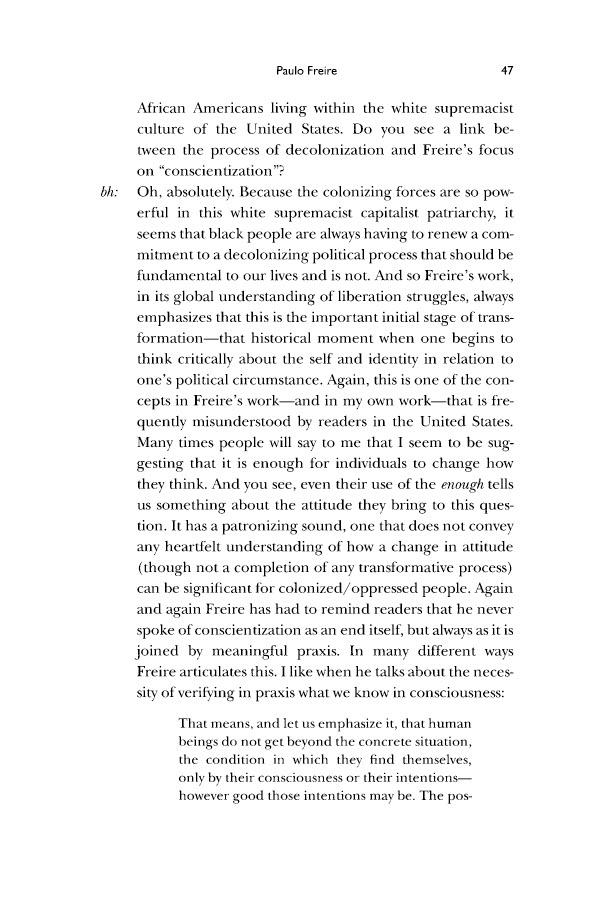 Paulo Freire 47
African Americans living within the white supremacist
culture of the United States. Do you see a link be-
tween the process of decolonization and Freire's focus
on “conscientization”?
bh: Oh, absolutely. Because the colonizing forces are so pow-
erful in this white supremacist capitalist patriarchy, it
seems that black people are always having to renew a com-
mitment to a decolonizing political process that should be
fundamental to our lives and is not. And so Freire's work,
in its global understanding of liberation struggles, always
emphasizes that this is the important initial stage of trans-
formation—that historical moment when one begins to
think critically about the self and identity in relation to
one's political circumstance. Again, this is one of the con-
cepts in Freire's work—and in my own work—that is fre-
quently misunderstood by readers in the United States.
Many times people will say to me that I seem to be sug-
gesting that it is enough for individuals to change how
they think. And you see, even their use of the enough tells
us something about the attitude they bring to this ques-
tion. It has a patronizing sound, one that does not convey
any heartfelt understanding of how a change in attitude
(though not a completion of any transformative process)
can be significant for colonized/oppressed people. Again
and again Freire has had to remind readers that he never
spoke of conscientization as an end itself, but always as it is
joined by meaningful praxis. In many different ways
Freire articulates this. I like when he talks about the neces-
sity of verifying in praxis what we know in consciousness:
That means, and let us emphasize it, that human
beings do not get beyond the concrete situation,
the condition in which they find themselves,
only by their consciousness or their intentions—
however good those intentions may be. The pos-